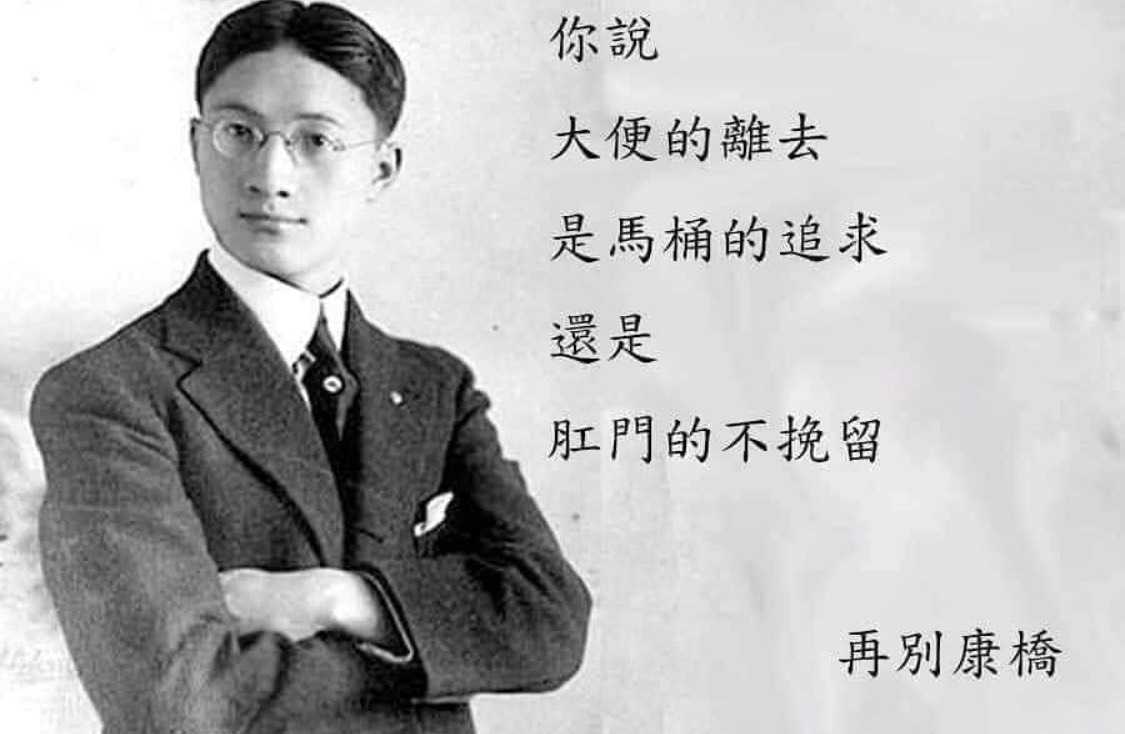 你說
大便的離去
是馬桶的追求
還是
肛門的不挽留
再別康橋